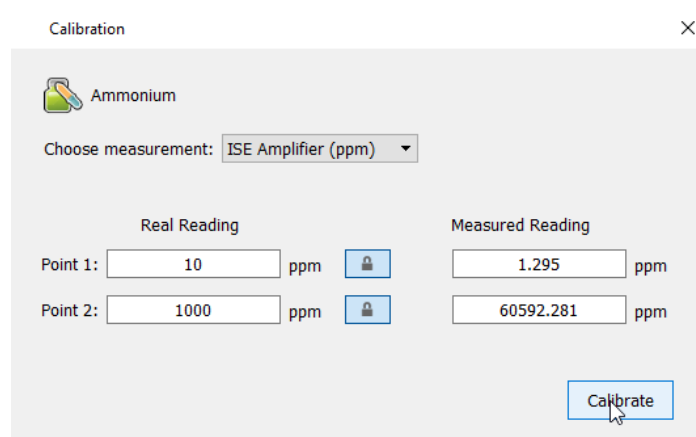 Calibration
Ammonium
Choose measurement: ISE Amplifier (ppm)
Real Reading Measured Reading
Point 1: 10 ppm 1.295 ppm
Point 2: 1000 ppm 60592.281 ppm
Calibrate